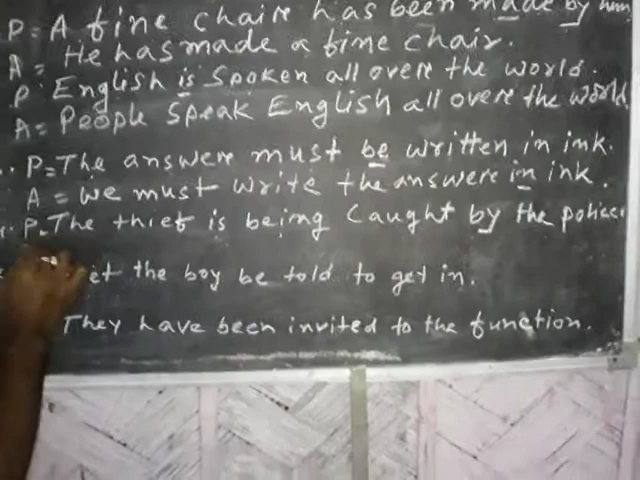 P= A fine chair has been made by him
A= He has made a fine chair.
P English is spoken all over the world.
A= People speak English all over the world
P=The answer must be written in ink.
A = we must write the answer in ink.
P=The thief is being caught by the police
et the boy be told to get in.
They have been invited to the function.